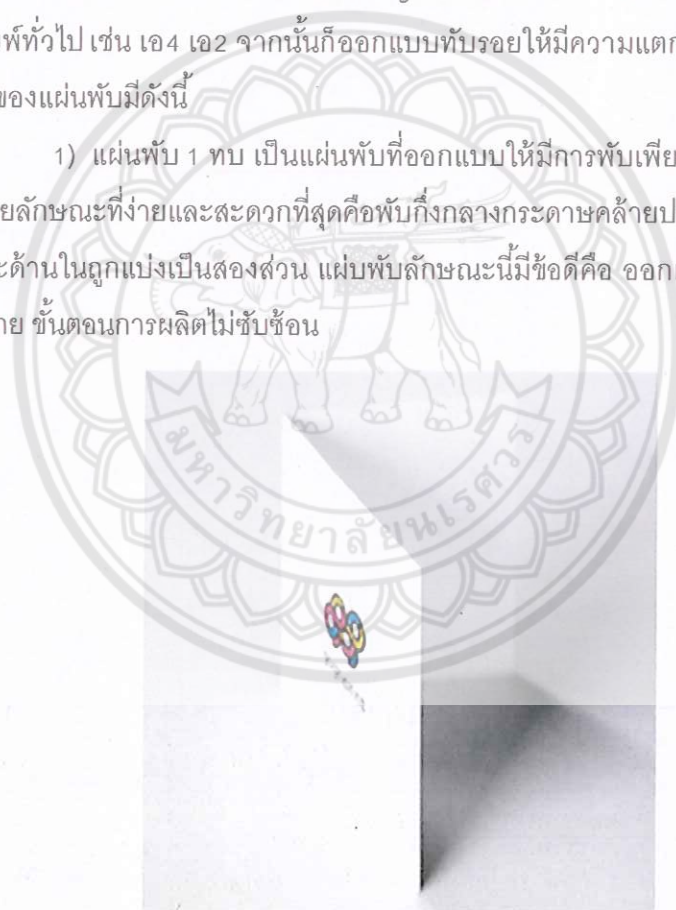 พ์ทั่วไป เช่น เอ4 เอ2 จากนั้นก็ออกแบบทับรอยให้มีความแตก
ของแผ่นพับมีดังนี้
1) แผ่นพับ 1 ทบ เป็นแผ่นพับที่ออกแบบให้มีการพับเพีย
ยลักษณะที่ง่ายและสะดวกที่สุดคือพับกึ่งกลางกระดาษคล้ายป
ะด้านในถูกแบ่งเป็นสองส่วน แผ่บพับลักษณะนี้มีข้อดีคือ ออก
าย ขั้นตอนการผลิตไม่ซับซ้อน
มหาวิทยาลัยนเรศวร